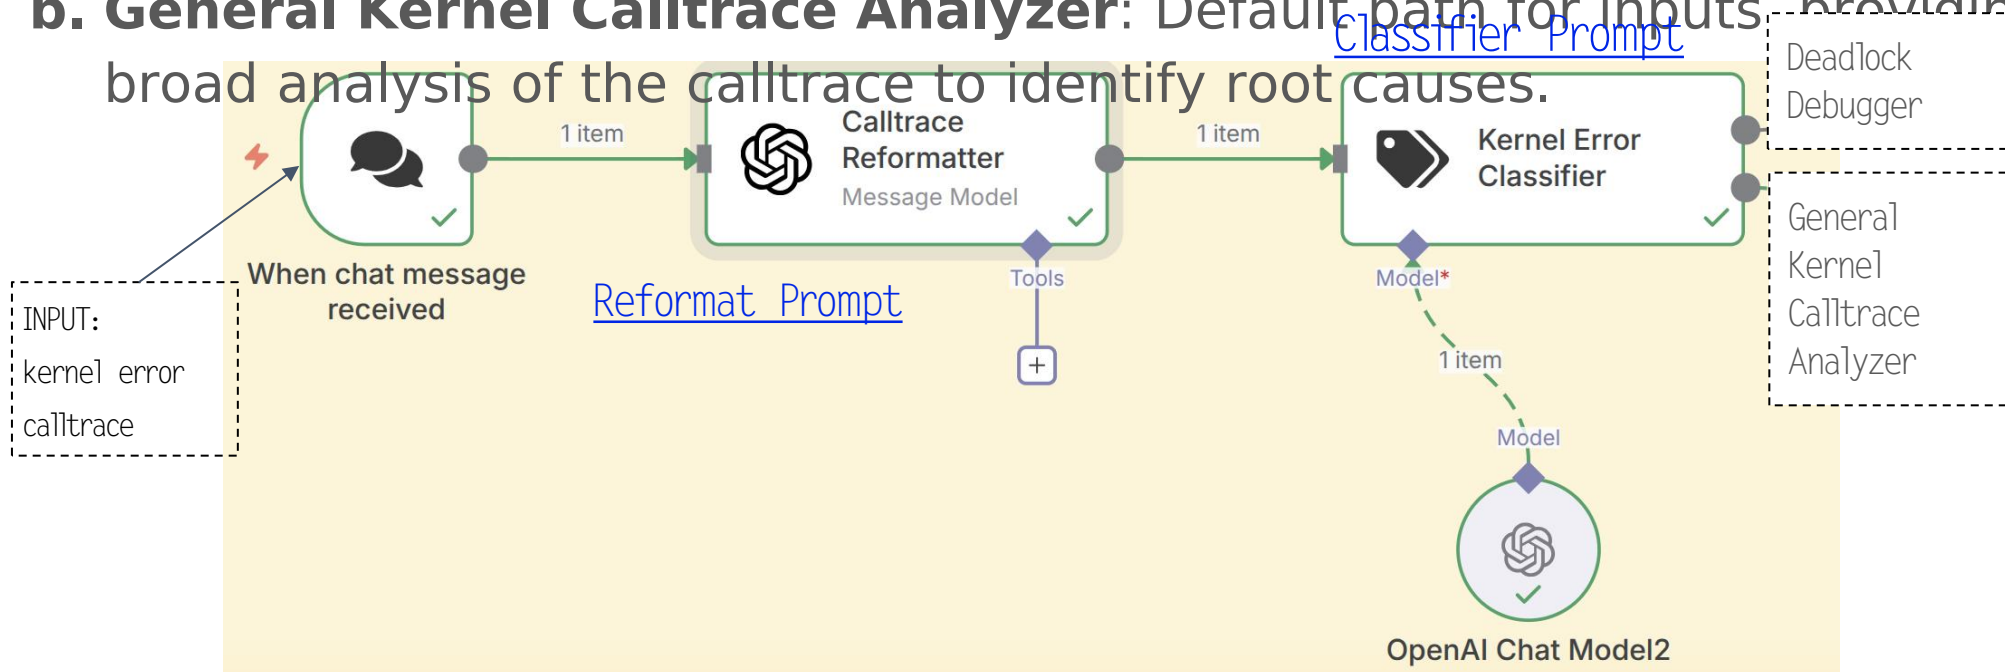 b. General Kernel Calltrace Analyzer: Default path for inputs, providin
broad analysis of the calltrace to identify root causes.
Classifier Prompt
Deadlock
Debugger
1 item
Calltrace
Reformatter
Message Model
1 item
Kernel Error
Classifier
General
Kernel
Calltrace
Analyzer
When chat message
received
Reformat Prompt
Tools
Model*
INPUT:
kernel error
calltrace
1 item
Model
OpenAI Chat Model2